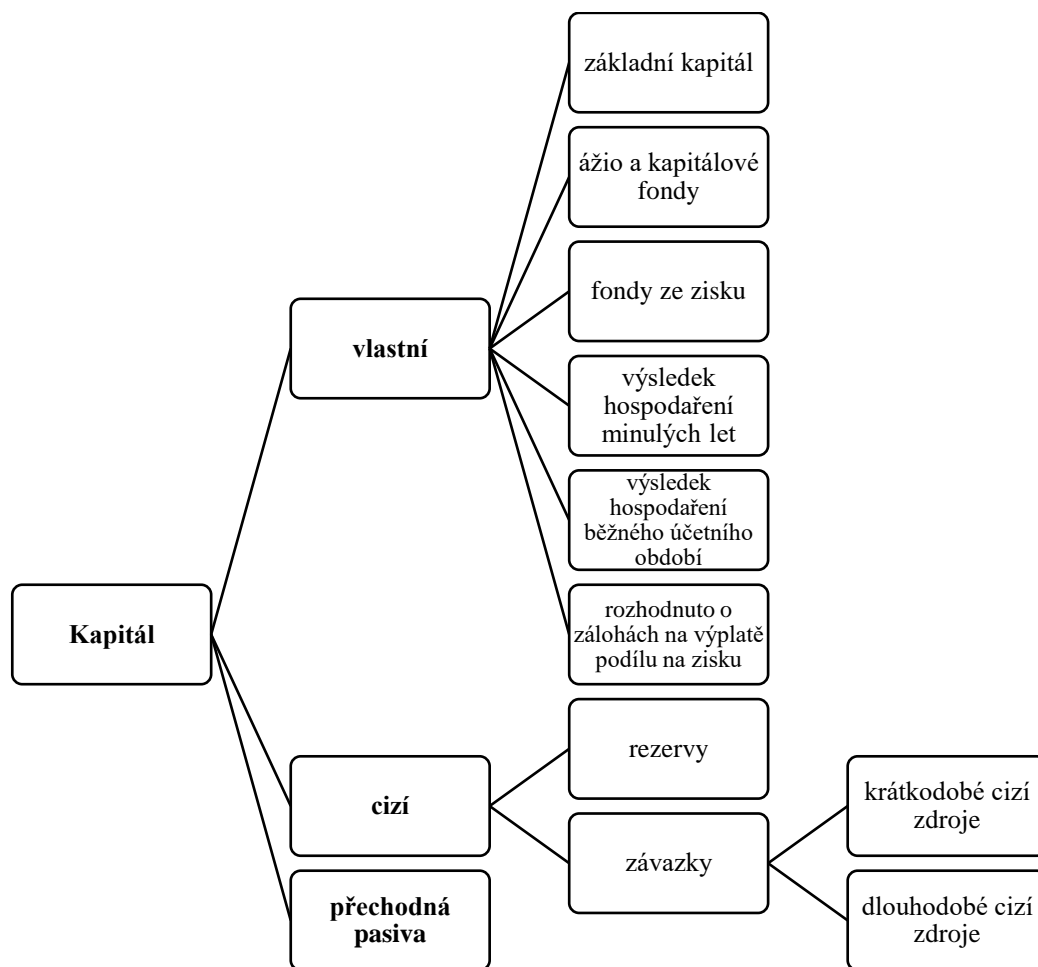 Kapitál
vlastní
základní kapitál
ážio a kapitálové
fondy
fondy ze zisku
výsledek
hospodaření
minulých let
výsledek
hospodaření
běžného účetního
období
rozhodnuto o
zálohách na výplatě
podílu na zisku
cizí
rezervy
závazky
krátkodobé cizí
zdroje
dlouhodobé cizí
zdroje
přechodná
pasiva